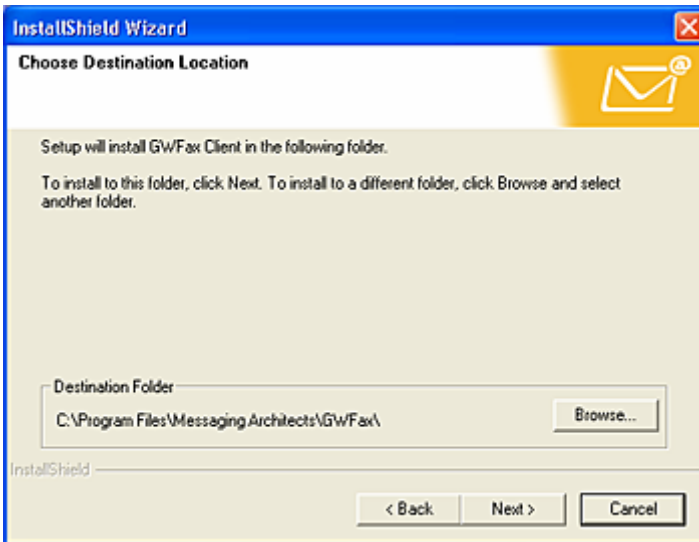 InstallShield Wizard
Choose Destination Location
@
Setup will install GWFax Client in the following folder.
To install to this folder, click Next. To install to a different folder, click Browse and select
another folder.
Destination Folder
C:\Program Files\Messaging Architects\GWFax\
Browse...
InstallShield
< Back Next > Cancel